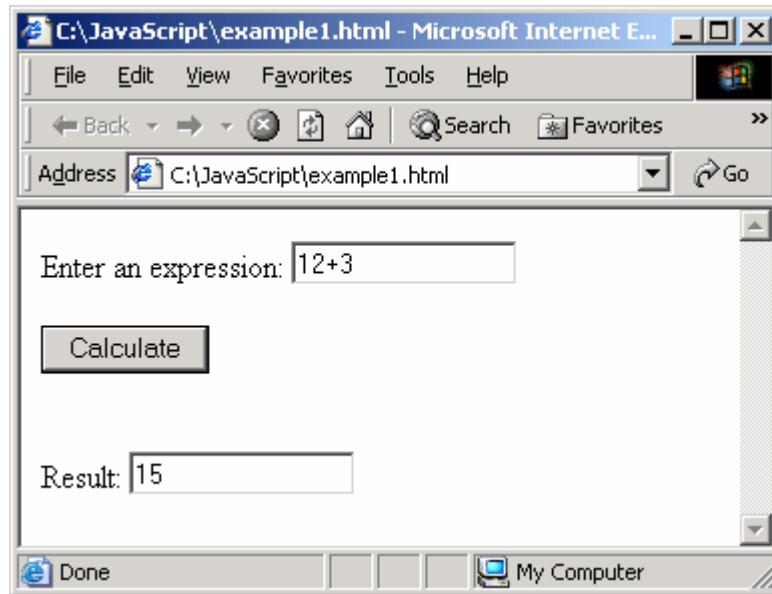 C:\JavaScript\example1.html - Microsoft Internet E...
File Edit View Favorites Tools Help
Back Search Favorites »
Address C:\JavaScript\example1.html Go
Enter an expression: 12+3
Calculate
Result: 15
Done My Computer